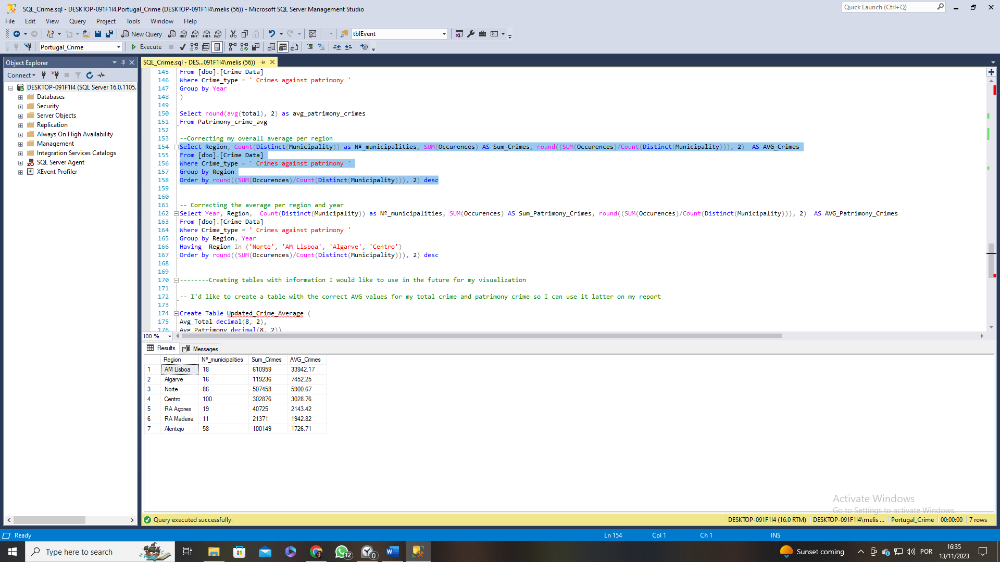 SQL_Crime.sql - DESKTOP-091F1I4.Portugal_Crime (DESKTOP-091F1I4\melis (56)) - Microsoft SQL Server Management Studio
Quick Launch (Ctrl+Q)
File Edit View Query Project Tools Window Help
New Query MDX DMX XMLA DAX tblEvent
Portugal_Crime Execute
Object Explorer
Connect
DESKTOP-091F1I4 (SQL Server 16.0.1105.
Databases
Security
Server Objects
Replication
Always On High Availability
Management
Integration Services Catalogs
SQL Server Agent
XEvent Profiler
SQL_Crime.sql - DES...091F1I4\melis (56))
145 From [dbo].[Crime Data]
146 Where Crime_type = ' Crimes against patrimony '
147 Group by Year
148 )
149
150 Select round(avg(total), 2) as avg_patrimony_crimes
151 From Patrimony_crime_avg
152
153 --Correcting my overall average per region
154 Select Region, Count(Distinct(Municipality)) as Nº_municipalities, SUM(Occurences) AS Sum_Crimes, round((SUM(Occurences)/Count(Distinct(Municipality))), 2)  AS AVG_Crimes
155 From [dbo].[Crime Data]
156 Where Crime_type = ' Crimes against patrimony '
157 Group by Region
158 Order by round((SUM(Occurences)/Count(Distinct(Municipality))), 2) desc
159
160
161 -- Correcting the average per region and year
162 Select Year, Region,  Count(Distinct(Municipality)) as Nº_municipalities, SUM(Occurences) AS Sum_Patrimony_Crimes, round((SUM(Occurences)/Count(Distinct(Municipality))), 2)  AS AVG_Patrimony_Crimes
163 From [dbo].[Crime Data]
164 Where Crime_type = ' Crimes against patrimony '
165 Group by Region, Year
166 Having  Region In ('Norte', 'AM Lisboa', 'Algarve', 'Centro')
167 Order by round((SUM(Occurences)/Count(Distinct(Municipality))), 2) desc
168
169
170 --------Creating tables with information I would like to use in the future for my visualization
171
172 -- I'd like to create a table with the correct AVG values for my total crime and patrimony crime so I can use it latter on my report
173
174 Create Table Updated_Crime_Average (
175 Avg_Total decimal(8, 2),
176 Avg_Patrimony decimal(8, 2))
100 %
Results Messages
Region Nº_municipalities Sum_Crimes AVG_Crimes
1 AM Lisboa 18 610959 33942.17
2 Algarve 16 119236 7452.25
3 Norte 86 507458 5900.67
4 Centro 100 302876 3028.76
5 RA Açores 19 40725 2143.42
6 RA Madeira 11 21371 1942.82
7 Alentejo 58 100149 1726.71
Activate Windows
Go to Settings to activate Windows.
Query executed successfully. DESKTOP-091F1I4 (16.0 RTM) DESKTOP-091F1I4\melis ... Portugal_Crime 00:00:00 7 rows
Ready Ln 154 Col 1 Ch 1 INS
Type here to search 12 0 Sunset coming POR 16:35
13/11/2023